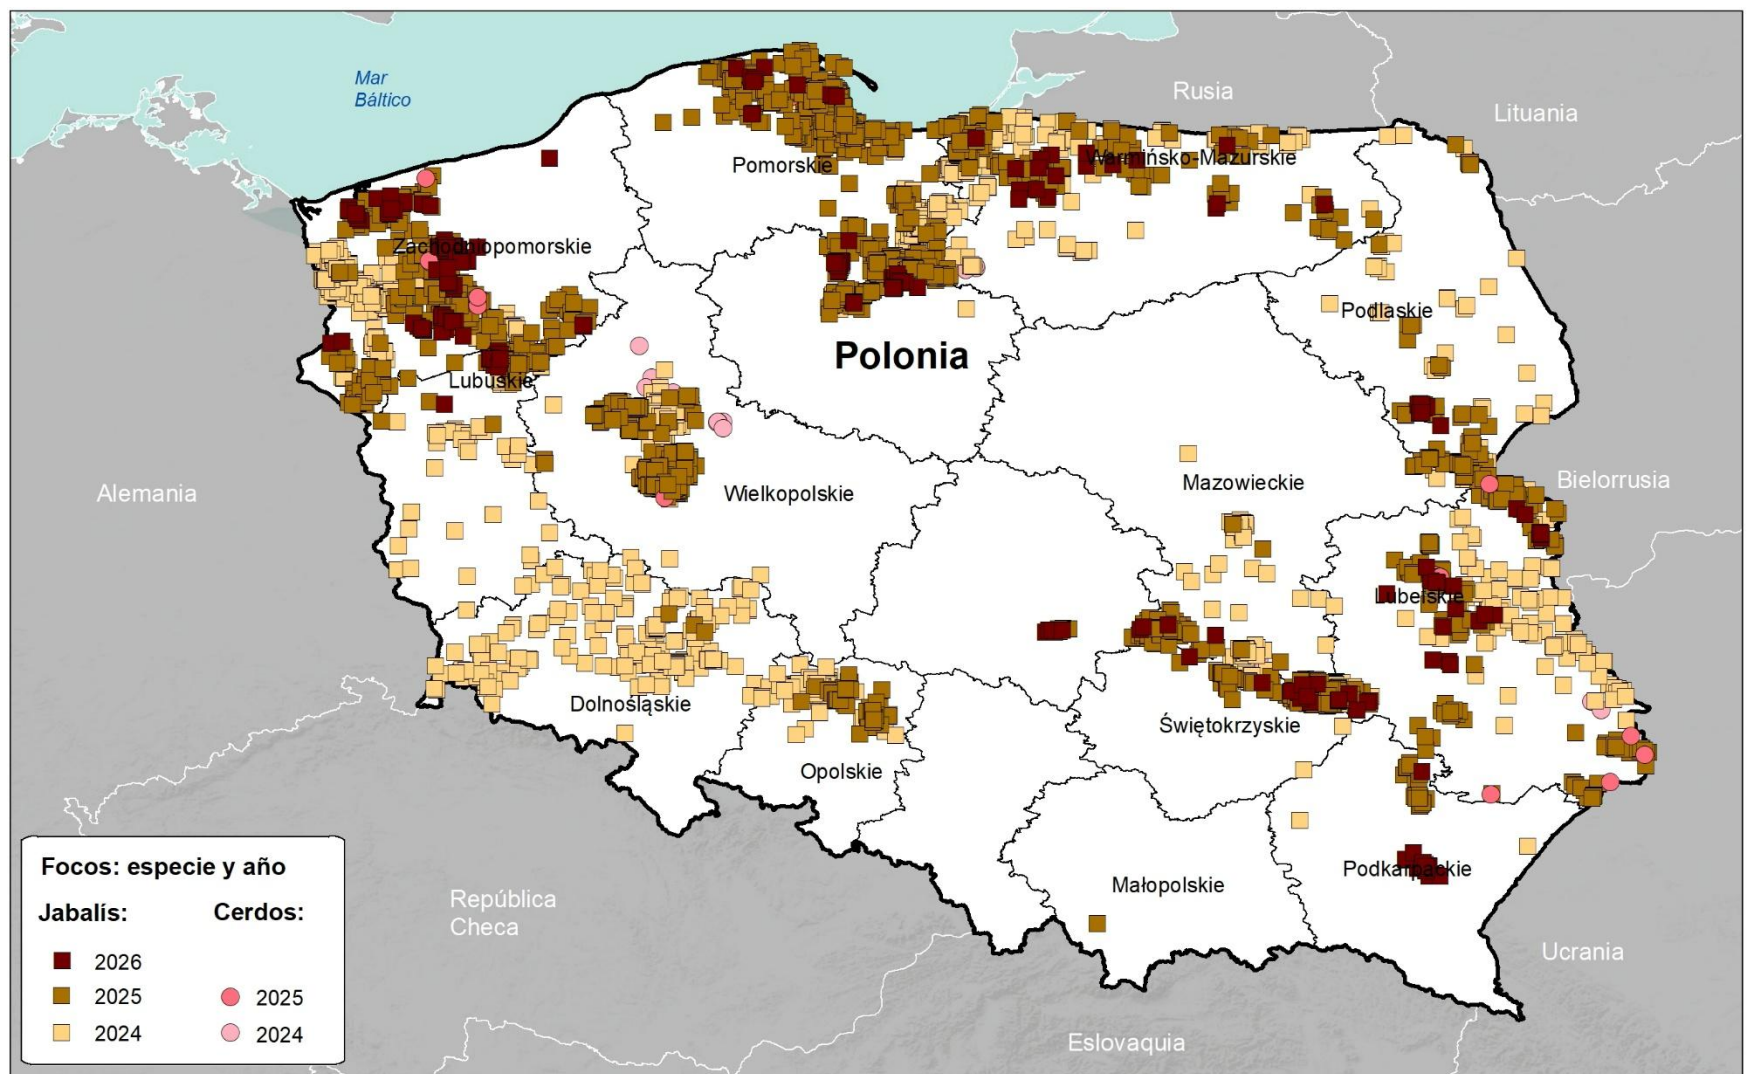 Mar
Báltico
Rusia
Lituania
Pomorskie
Warmińsko-Mazurskie
Zachodniopomorskie
Podlaskie
Polonia
Lubuskie
Alemania
Wielkopolskie
Mazowieckie
Bielorrusia
Lubelskie
Dolnośląskie
Świętokrzyskie
Opolskie
Małopolskie
Podkarpackie
República
Checa
Ucrania
Eslovaquia
Focos: especie y año
Jabalís: Cerdos:
2026
2025 2025
2024 2024